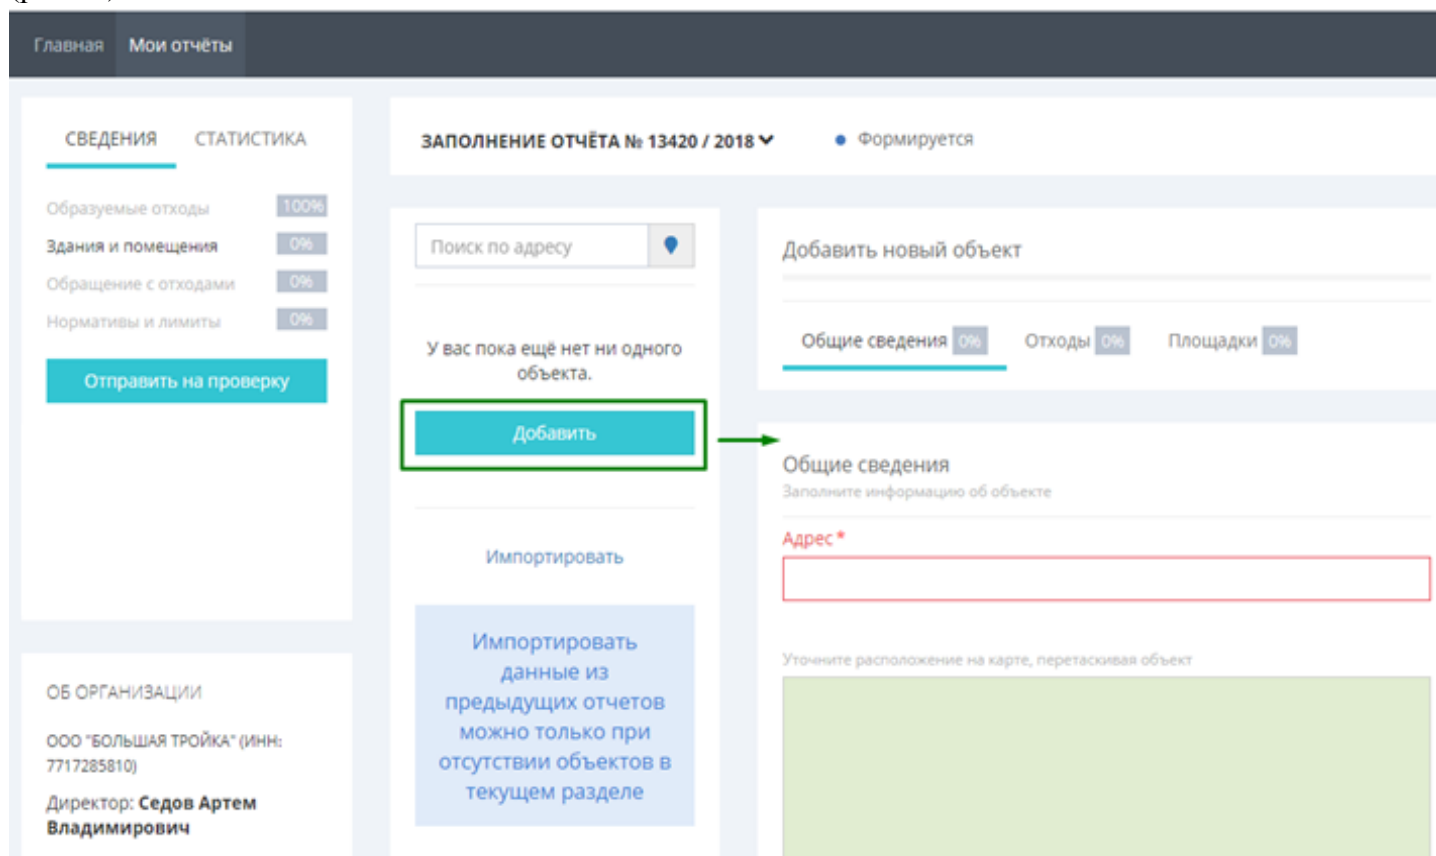 Главная Мои отчёты
СВЕДЕНИЯ СТАТИСТИКА
Образуемые отходы 100%
Здания и помещения 0%
Обращение с отходами 0%
Нормативы и лимиты 0%
Отправить на проверку
ОБ ОРГАНИЗАЦИИ
ООО "БОЛЬШАЯ ТРОЙКА" (ИНН:
7717285810)
Директор: Седов Артем
Владимирович
ЗАПОЛНЕНИЕ ОТЧЁТА № 13420 / 2018 Формируется
Поиск по адресу
У вас пока ещё нет ни одного
объекта.
Добавить
Импортировать
Импортировать
данные из
предыдущих отчетов
можно только при
отсутствии объектов в
текущем разделе
Добавить новый объект
Общие сведения 0% Отходы 0% Площадки 0%
Общие сведения
Заполните информацию об объекте
Адрес *
Уточните расположение на карте, перетаскивая объект